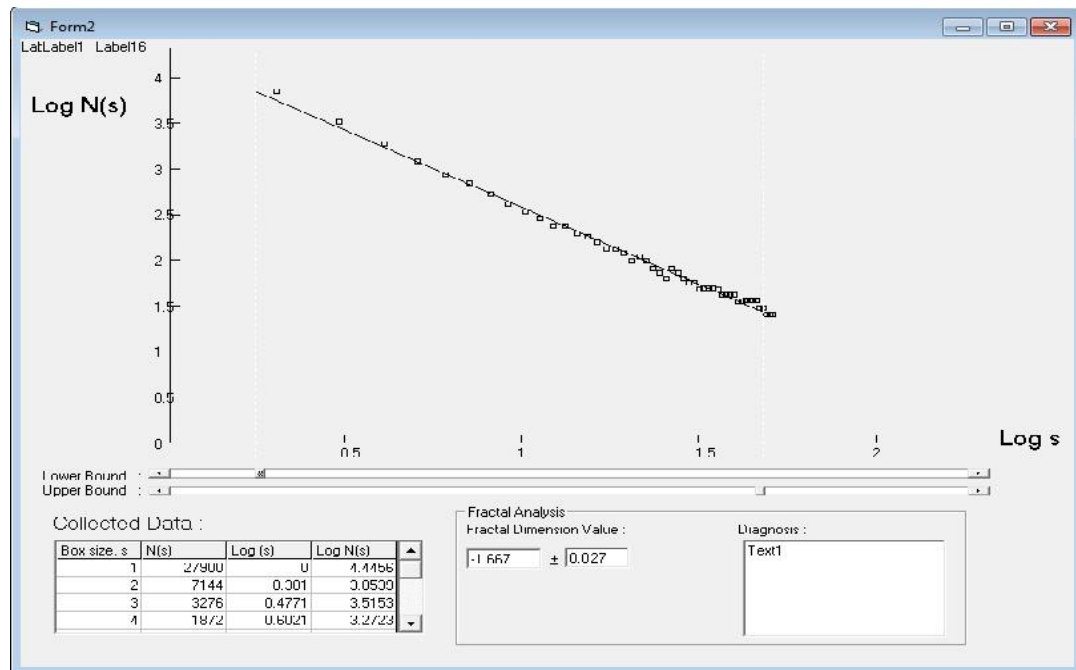 Form2
LatLabel1 Label16
Log N(s)
4
3.5
3
2.5
2
1.5
1
0.5
0
0.5
1
1.5
2
Log s
Lower Bound :
Upper Bound :
Collected Data :
Box size, s N(s) Log (s) Log N(s)
1 27900 0 4.4456
2 7144 0.301
3 3276 0.4771 3.5153
4 1872 0.6021 3.2723
Fractal Analysis
Fractal Dimension Value :
-1.667 ± 0.027
Diagnosis :
Text1